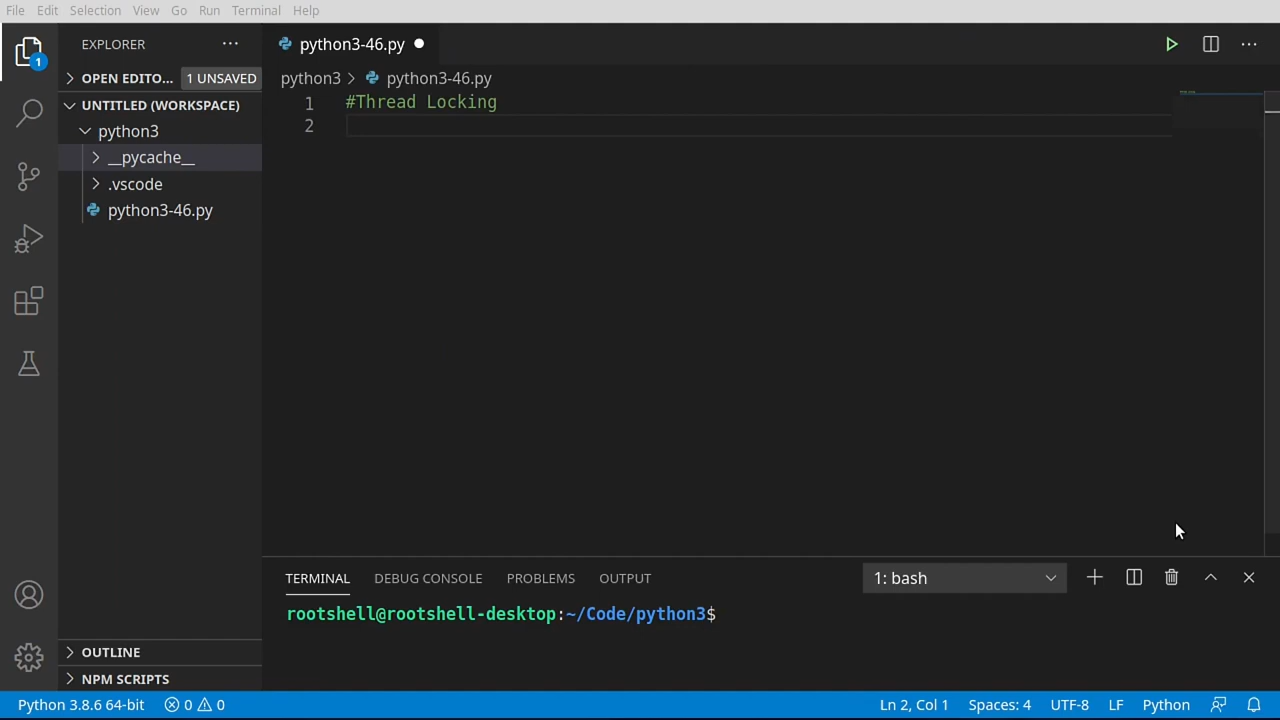 File Edit Selection View Go Run Terminal Help
EXPLORER
python3-46.py
OPEN EDITO... 1 UNSAVED
python3 > python3-46.py
UNTITLED (WORKSPACE)
1 #Thread Locking
2
python3
__pycache__
.vscode
python3-46.py
1
TERMINAL DEBUG CONSOLE PROBLEMS OUTPUT 1: bash
rootshell@rootshell-desktop:~/Code/python3$
OUTLINE
NPM SCRIPTS
Python 3.8.6 64-bit 0 0 Ln 2, Col 1 Spaces: 4 UTF-8 LF Python